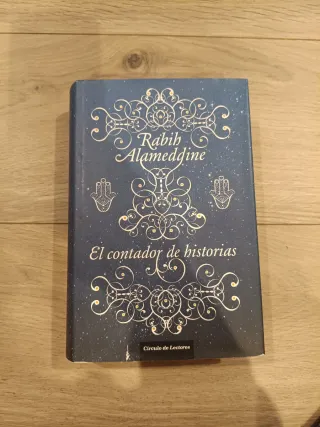 Rabih
Alameddine
El contador de historias
Círculo de Lectores